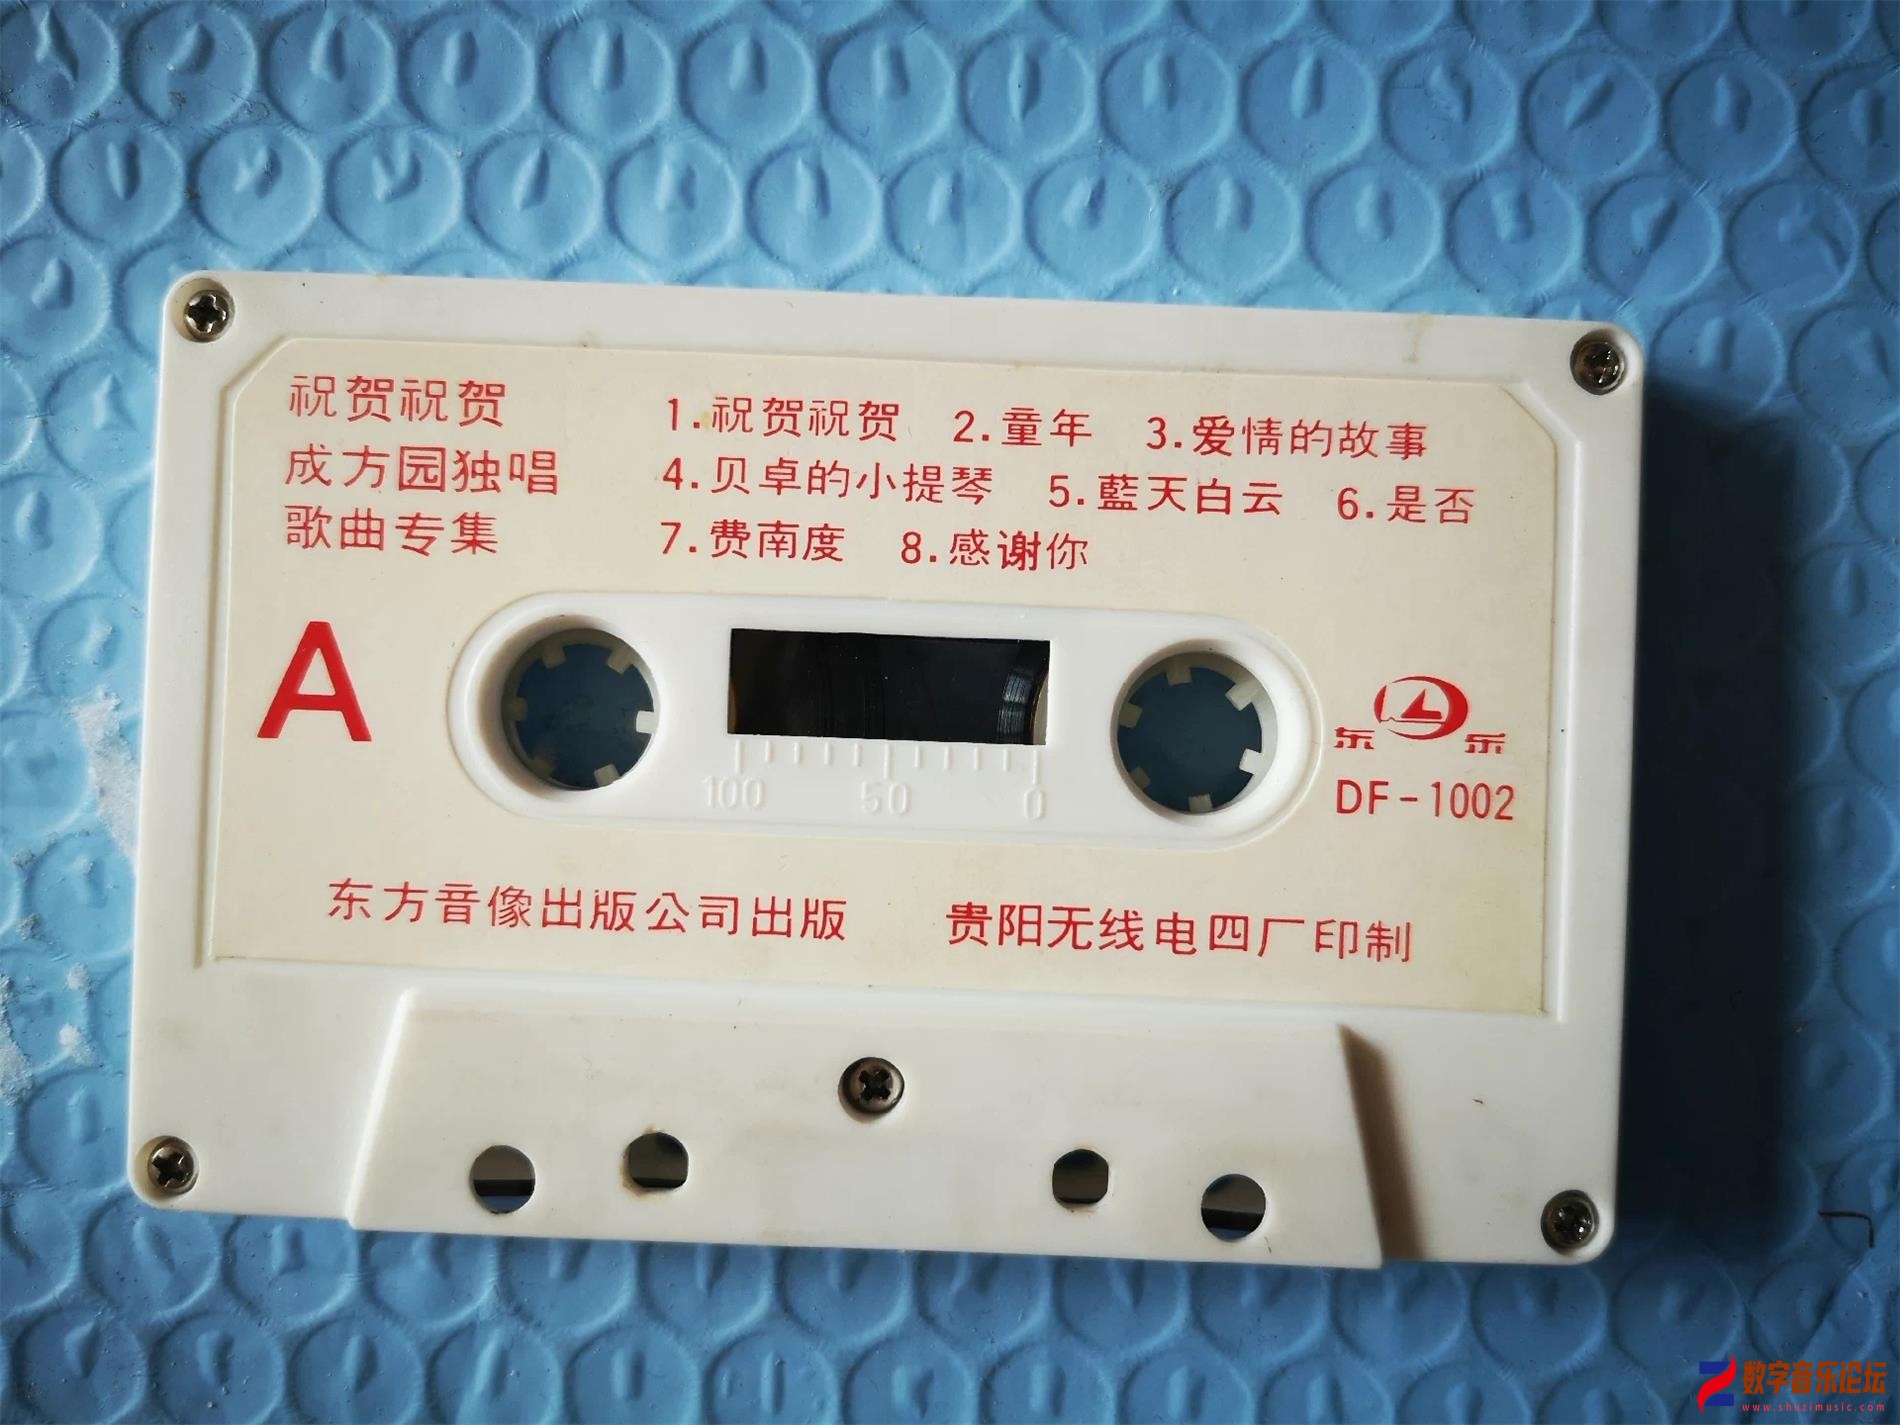 祝贺祝贺
成方园独唱
歌曲专集
1.祝贺祝贺 2.童年 3.爱情的故事
4.贝卓的小提琴 5.藍天白云 6.是否
7.费南度 8.感谢你
A
100 50 0
东 乐
DF-1002
东方音像出版公司出版 贵阳无线电四厂印制
数字音乐论坛
www.shuzimusic.com